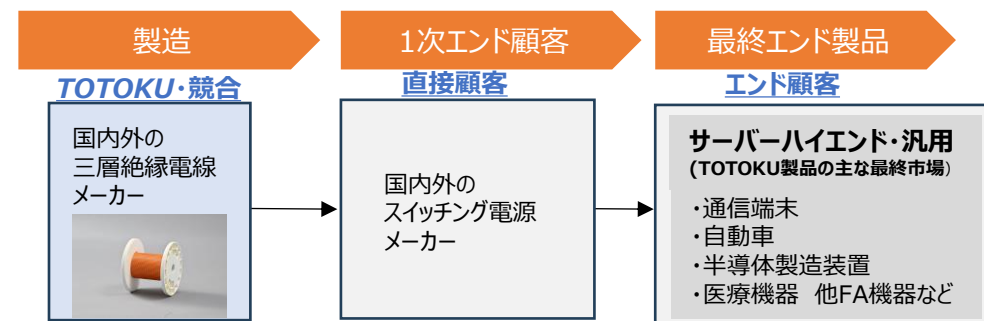 製造
1次エンド顧客
最終エンド製品
TOTOKU・競合
直接顧客
エンド顧客
国内外の
三層絶縁電線
メーカー
国内外の
スイッチング電源
メーカー
サーバーハイエンド・汎用
(TOTOKU製品の主な最終市場)
・通信端末
・自動車
・半導体製造装置
・医療機器 他FA機器など